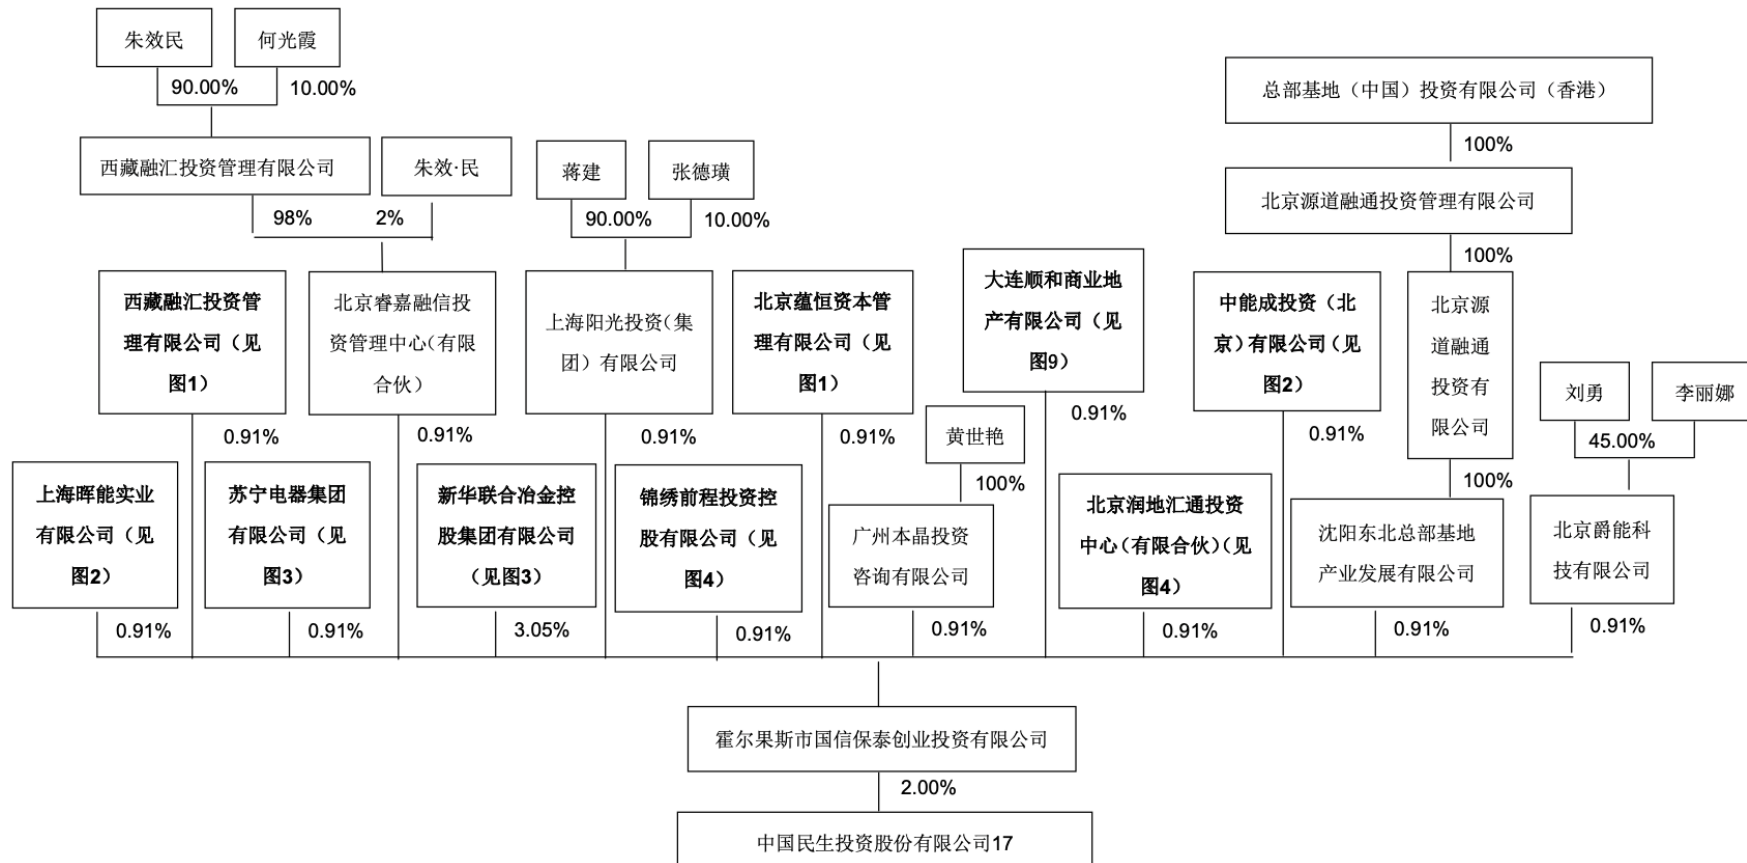 朱效民
何光霞
90.00%
10.00%
总部基地（中国）投资有限公司（香港）
100%
西藏融汇投资管理有限公司
朱效·民
蒋建
张德璜
北京源道融通投资管理有限公司
98%
2%
90.00%
10.00%
100%
西藏融汇投资管
理有限公司（见
图1）
北京睿嘉融信投
资管理中心（有限
合伙）
上海阳光投资（集
团）有限公司
北京蕴恒资本管
理有限公司（见
图1）
大连顺和商业地
产有限公司（见
图9）
中能成投资（北
京）有限公司（见
图2）
北京源
道融通
投资有
限公司
刘勇
李丽娜
0.91%
0.91%
0.91%
0.91%
黄世艳
0.91%
0.91%
45.00%
100%
100%
上海晖能实业
有限公司（见
图2）
苏宁电器集团
有限公司（见
图3）
新华联合冶金控
股集团有限公司
（见图3）
锦绣前程投资控
股有限公司（见
图4）
广州本晶投资
咨询有限公司
北京润地汇通投资
中心（有限合伙）（见
图4）
沈阳东北总部基地
产业发展有限公司
北京爵能科
技有限公司
0.91%
0.91%
3.05%
0.91%
0.91%
0.91%
0.91%
0.91%
霍尔果斯市国信保泰创业投资有限公司
2.00%
中国民生投资股份有限公司17